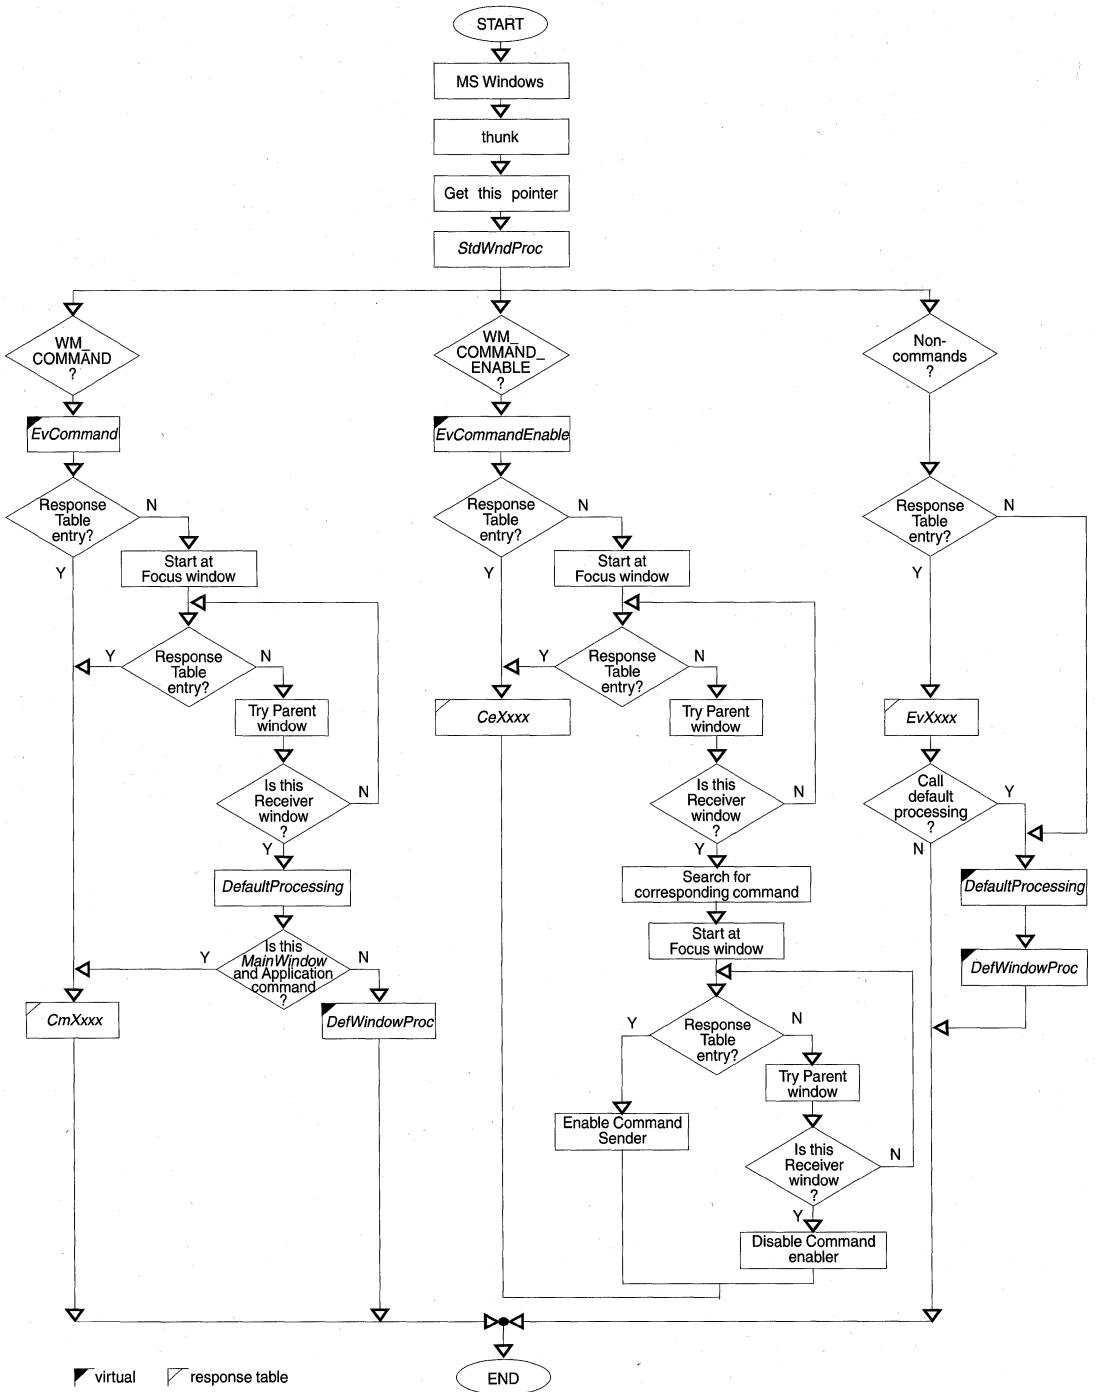 START
MS Windows
thunk
Get this pointer
StdWndProc
WM_
COMMAND
?
WM_
COMMAND_
ENABLE
?
Non-
commands
?
EvCommand
EvCommandEnable
Response
Table
entry?
N
Y
Start at
Focus window
Response
Table
entry?
Y
N
Try Parent
window
Is this
Receiver
window
?
N
Y
DefaultProcessing
Is this
MainWindow
and Application
command
?
Y
N
CmXxxx
DefWindowProc
Response
Table
entry?
N
Y
Start at
Focus window
Response
Table
entry?
Y
N
CeXxxx
Try Parent
window
Is this
Receiver
window
?
N
Y
Search for
corresponding command
Start at
Focus window
Response
Table
entry?
Y
N
Try Parent
window
Enable Command
Sender
Is this
Receiver
window
?
N
Y
Disable Command
enabler
Response
Table
entry?
N
Y
EvXxxx
Call
default
processing
?
Y
N
DefaultProcessing
DefWindowProc
END
virtual
response table